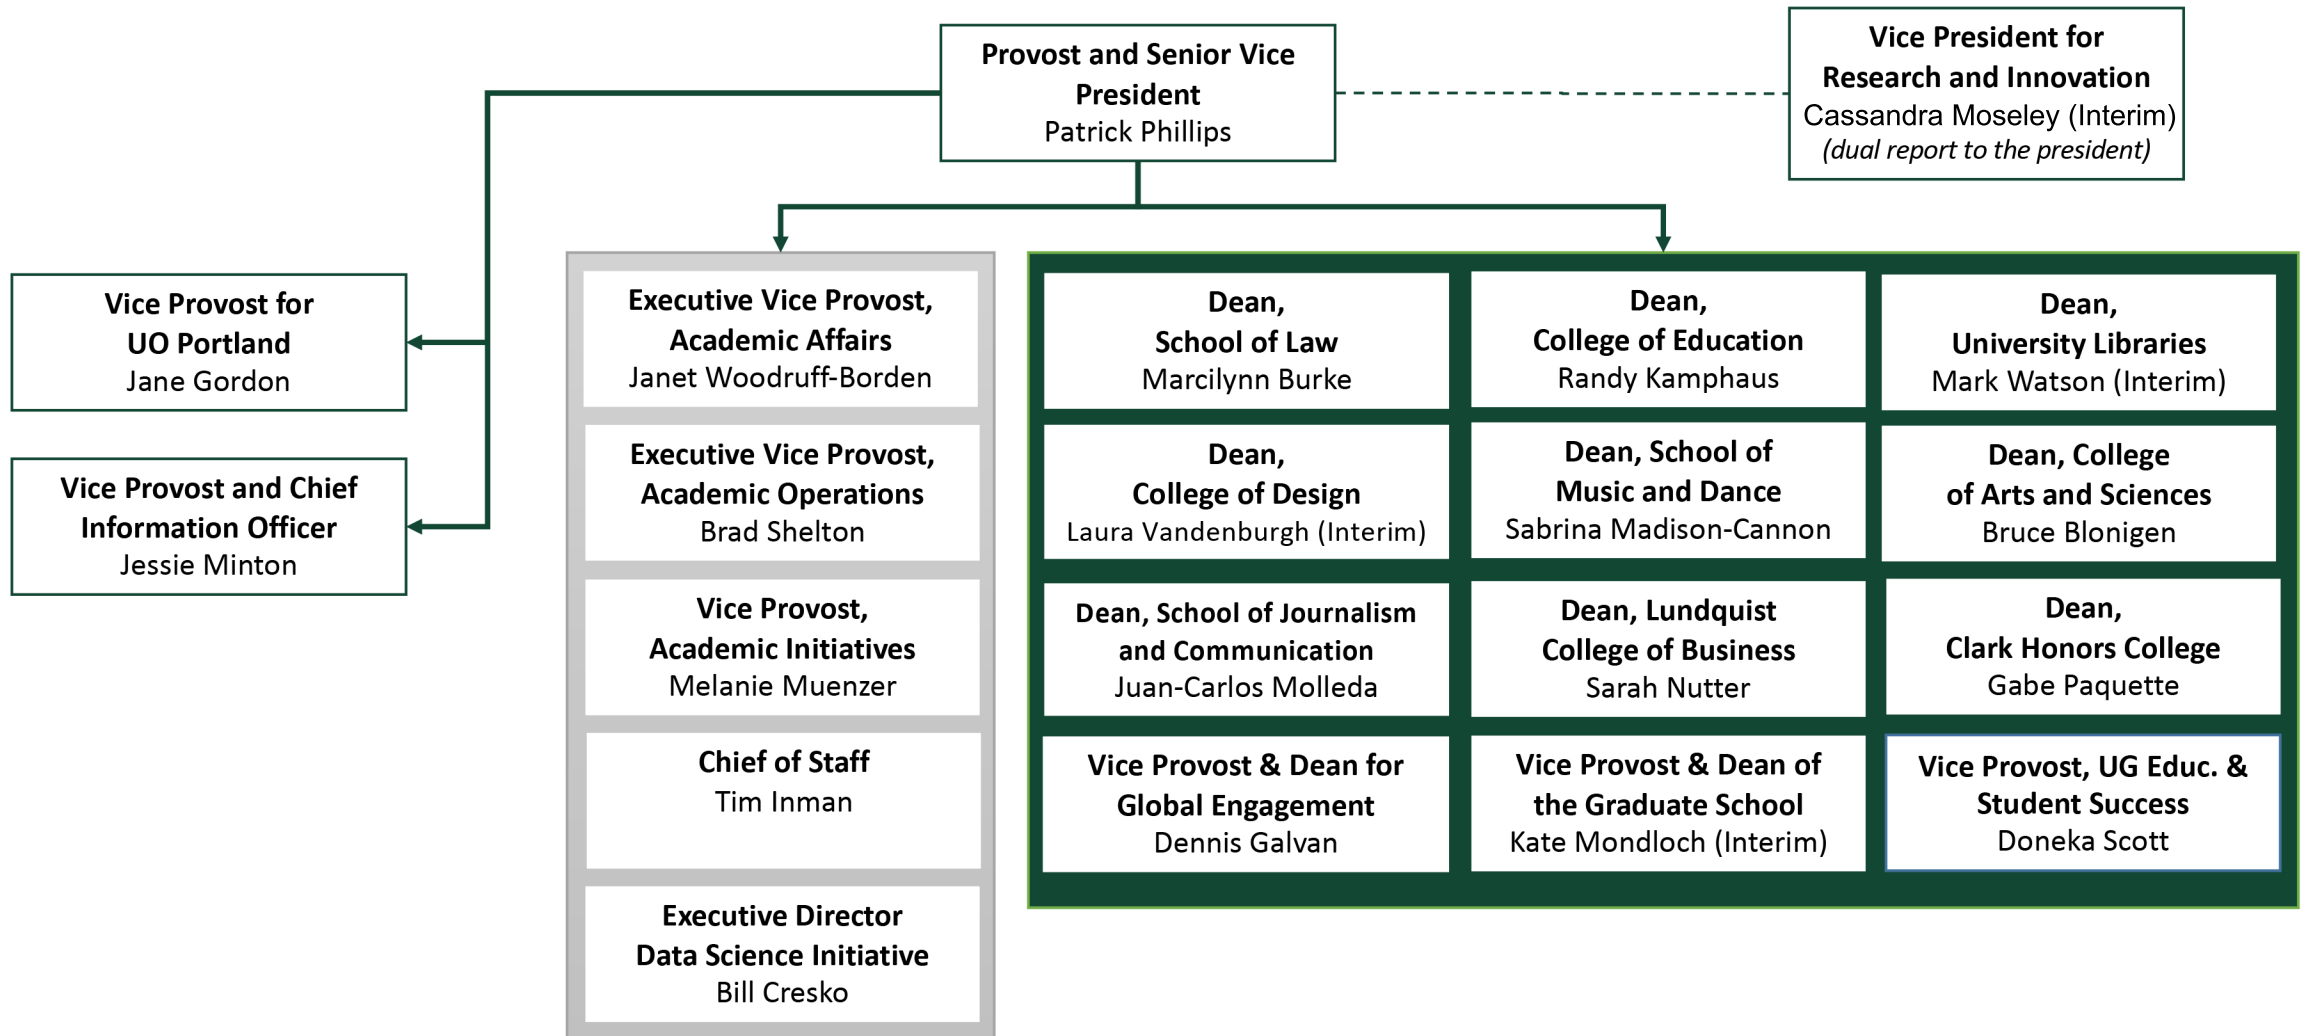 Provost and Senior Vice
President
Patrick Phillips
Vice President for
Research and Innovation
Cassandra Moseley (Interim)
(dual report to the president)
Vice Provost for
UO Portland
Jane Gordon
Vice Provost and Chief
Information Officer
Jessie Minton
Executive Vice Provost,
Academic Affairs
Janet Woodruff-Borden
Executive Vice Provost,
Academic Operations
Brad Shelton
Vice Provost,
Academic Initiatives
Melanie Muenzer
Chief of Staff
Tim Inman
Executive Director
Data Science Initiative
Bill Cresko
Dean,
School of Law
Marcilynn Burke
Dean,
College of Education
Randy Kamphaus
Dean,
University Libraries
Mark Watson (Interim)
Dean,
College of Design
Laura Vandenburgh (Interim)
Dean, School of
Music and Dance
Sabrina Madison-Cannon
Dean, College
of Arts and Sciences
Bruce Blonigen
Dean, School of Journalism
and Communication
Juan-Carlos Molleda
Dean, Lundquist
College of Business
Sarah Nutter
Dean,
Clark Honors College
Gabe Paquette
Vice Provost & Dean for
Global Engagement
Dennis Galvan
Vice Provost & Dean of
the Graduate School
Kate Mondloch (Interim)
Vice Provost, UG Educ. &
Student Success
Doneka Scott